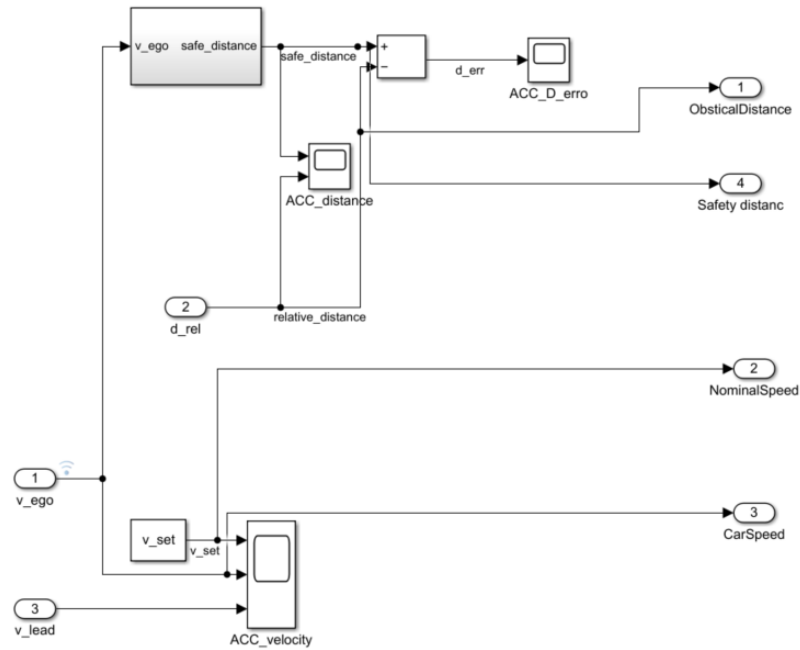 v_ego safe_distance
safe_distance
+
−
d_err
ACC_D_erro
1
ObsticalDistance
ACC_distance
4
Safety distanc
2
d_rel
relative_distance
2
NominalSpeed
1
v_ego
v_set
v_set
3
CarSpeed
3
v_lead
ACC_velocity